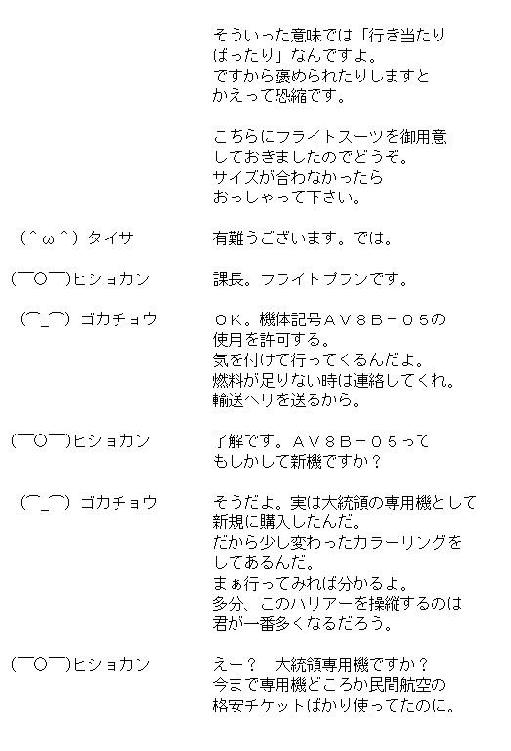 そういった意味では「行き当たり
ばったり」なんですよ。
ですから褒められたりしますと
かえって恐縮です。
こちらにフライトスーツを御用意
しておきましたのでどうぞ。
サイズが合わなかったら
おっしゃって下さい。
（＾ω＾）タイサ　有難うございます。では。
(￣○￣)ヒショカン　課長。フライトプランです。
(⌒_⌒) ゴカチョウ　ＯＫ。機体記号ＡＶ８Ｂ－０５の
使用を許可する。
気を付けて行ってくるんだよ。
燃料が足りない時は連絡してくれ。
輸送ヘリを送るから。
(￣○￣)ヒショカン　了解です。ＡＶ８Ｂ－０５って
もしかして新機ですか？
(⌒_⌒) ゴカチョウ　そうだよ。実は大統領の専用機として
新規に購入したんだ。
だから少し変わったカラーリングを
してあるんだ。
まぁ行ってみれば分かるよ。
多分、このハリアーを操縦するのは
君が一番多くなるだろう。
(￣○￣)ヒショカン　えー？　大統領専用機ですか？
今まで専用機どころか民間航空の
格安チケットばかり使ってたのに。